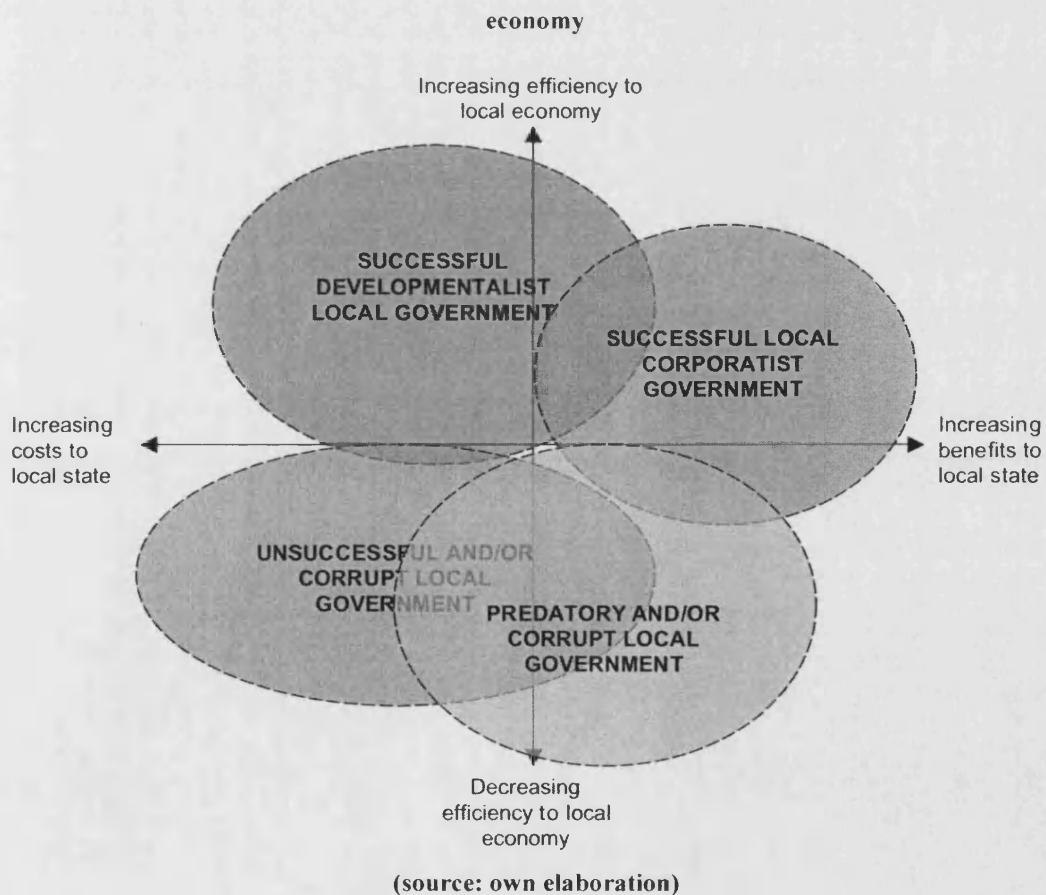 economy
Increasing efficiency to
local economy
SUCCESSFUL
DEVELOPMENTALIST
LOCAL GOVERNMENT
SUCCESSFUL LOCAL
CORPORATIST
GOVERNMENT
Increasing
costs to
local state
Increasing
benefits to
local state
UNSUCCESSFUL AND/OR
CORRUPT LOCAL
GOVERNMENT
PREDATORY AND/OR
CORRUPT LOCAL
GOVERNMENT
Decreasing
efficiency to local
economy
(source: own elaboration)